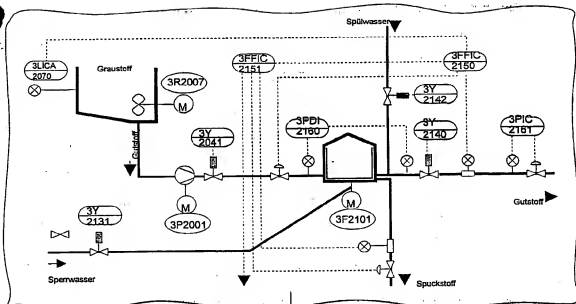 Spülwasser
3LICA
2070
Graustoff
3R2007
M
3FFIC
2151
3FFIC
2150
3Y
2142
3Y
2041
3PDI
2160
3Y
2140
3PIC
2161
Gutstoff
M
3P2001
M
3F2101
Gutstoff
3Y
2131
Sperrwasser
Spuckstoff